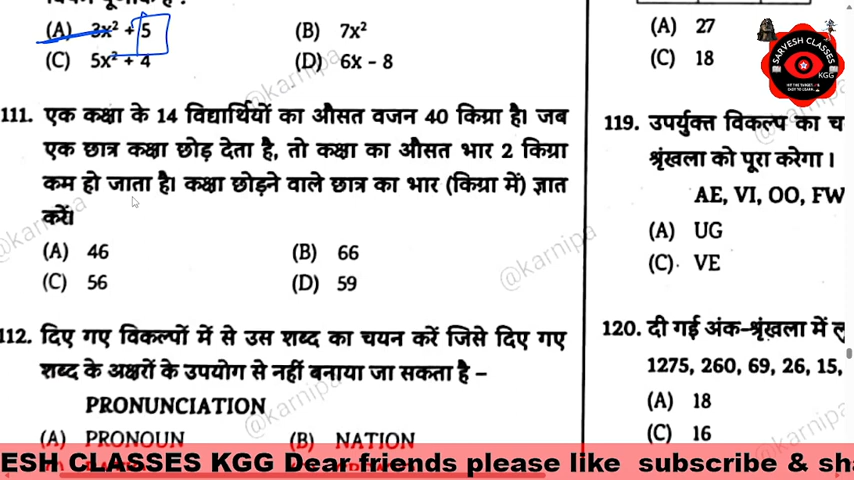 (A) 3x² + 5
(B) 7x²
(C) 5x² + 4
(D) 6x - 8
111. एक कक्षा के 14 विद्यार्थियों का औसत वजन 40 किग्रा है। जब
एक छात्र कक्षा छोड़ देता है, तो कक्षा का औसत भार 2 किग्रा
कम हो जाता है। कक्षा छोड़ने वाले छात्र का भार (किग्रा में) ज्ञात
करें।
(A) 46
(B) 66
(C) 56
(D) 59
112. दिए गए विकल्पों में से उस शब्द का चयन करें जिसे दिए गए
शब्द के अक्षरों के उपयोग से नहीं बनाया जा सकता है –
PRONUNCIATION
(A) PRONOUN
(B) NATION
(A) 27
(C) 18
119. उपर्युक्त विकल्प का च
श्रृंखला को पूरा करेगा ।
AE, VI, OO, FW
(A) UG
(C) VE
120. दी गई अंक-श्रृंखला में
1275, 260, 69, 26, 15,
(A) 18
(C) 16
@karnipa
@karnipa
@karnipa
SARVESH CLASSES
KGG
ESH CLASSES KGG Dear friends please like subscribe & sha